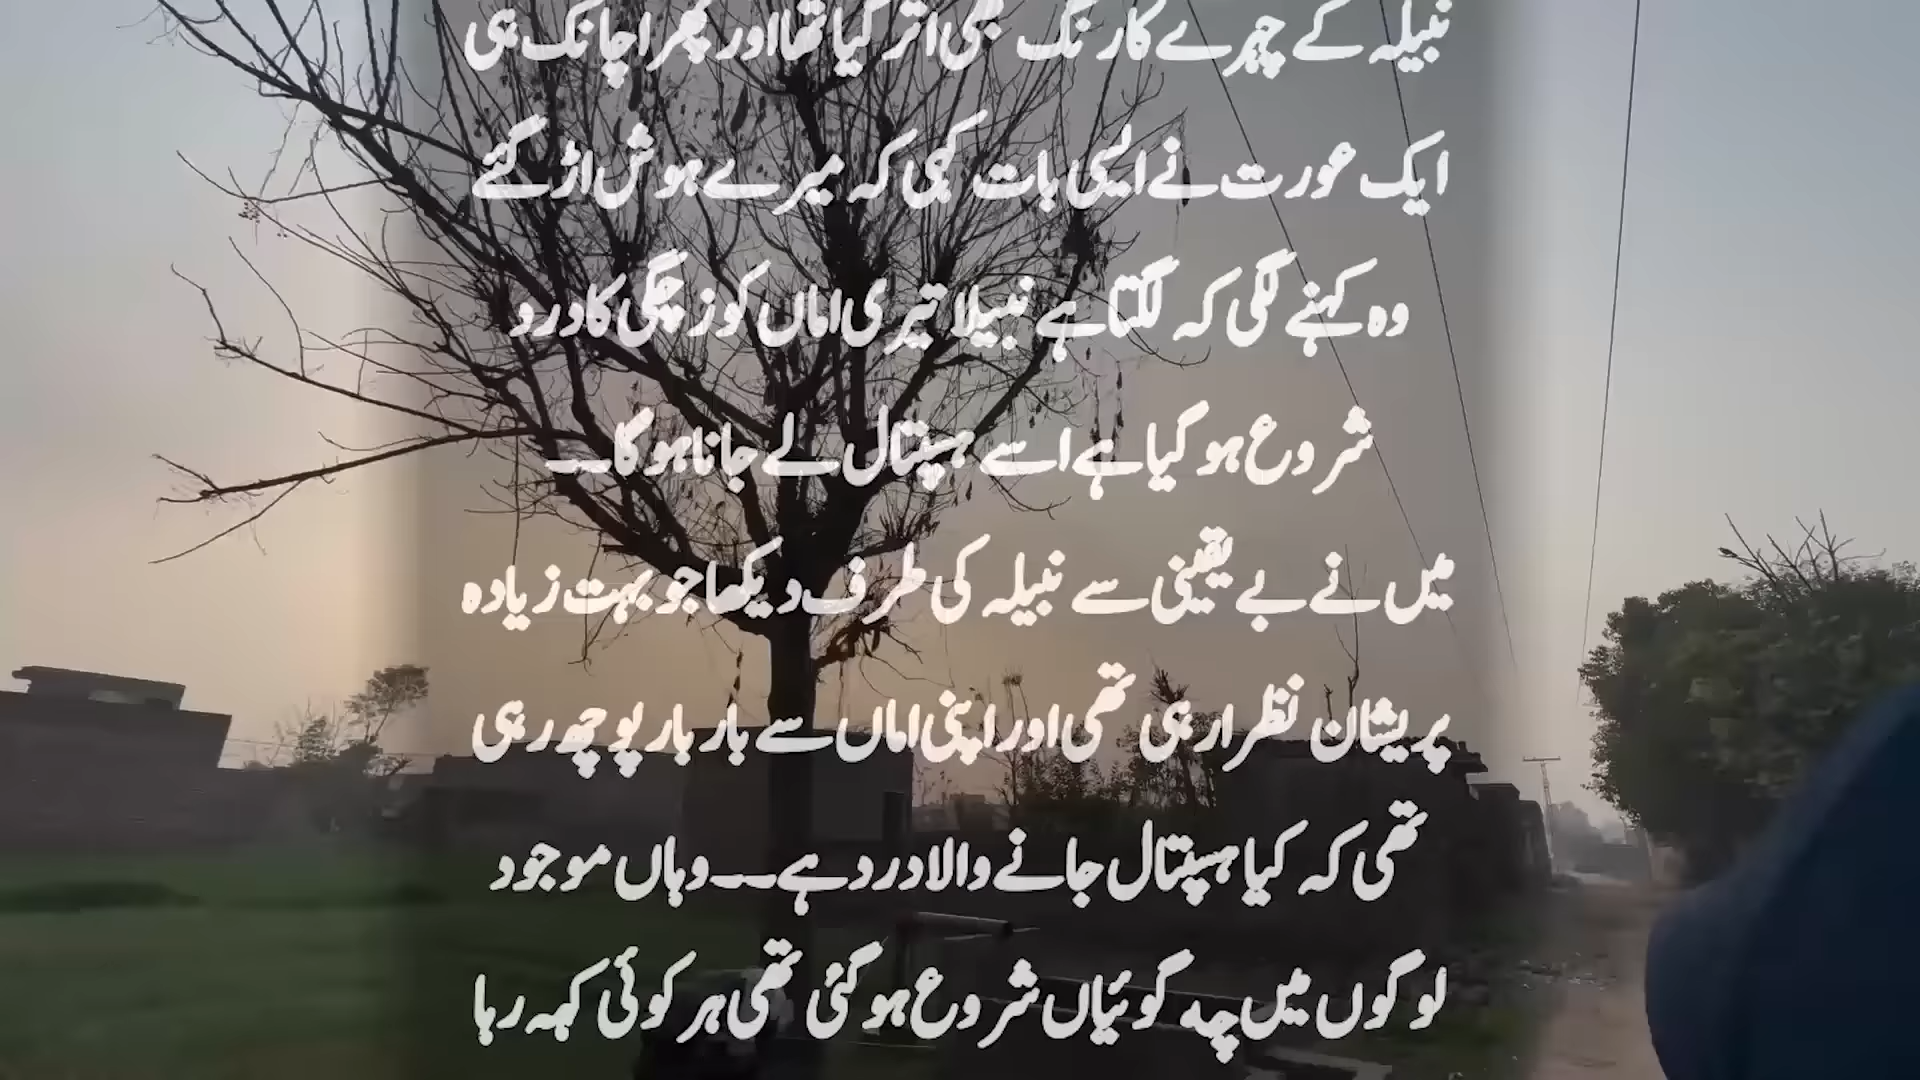 نبیلہ کے چہرے کا رنگ بھی اتر گیا تھا اور پھر اچانک ہی
ایک عورت نے ایسی بات کہی کہ میرے ہوش اڑ گئے
وہ کہنے لگی کہ لگتا ہے نبیلا تیری اماں کو زچگی کا درد
شروع ہو گیا ہے اسے ہسپتال لے جانا ہو گا۔۔۔
میں نے بے یقینی سے نبیلہ کی طرف دیکھا جو بہت زیادہ
پریشان نظر ارہی تھی اور اپنی اماں سے بار بار پوچھ رہی
تھی کہ کیا ہسپتال جانے والا درد ہے۔۔۔ وہاں موجود
لوگوں میں چہ گوئیاں شروع ہو گئی تھی ہر کوئی کہہ رہا